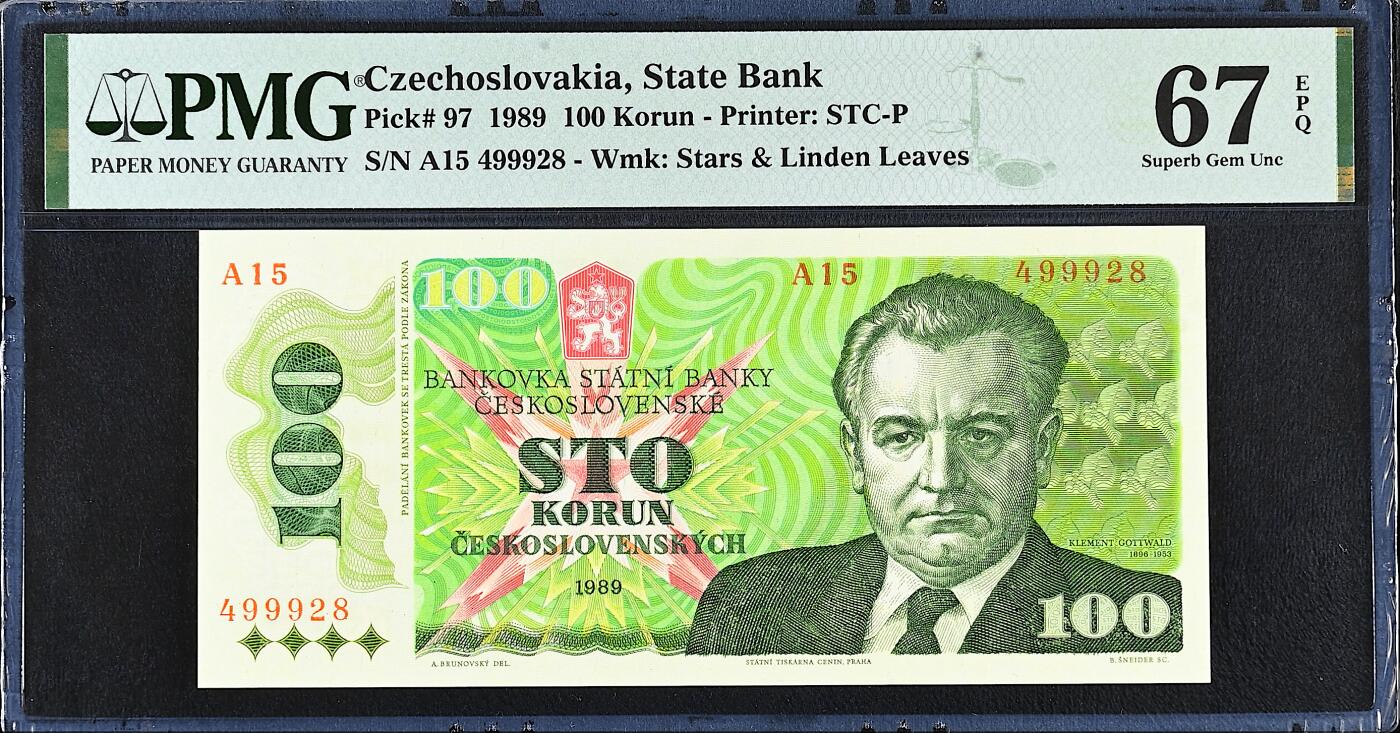 PMG®
PAPER MONEY GUARANTY
Czechoslovakia, State Bank
Pick# 97 1989 100 Korun - Printer: STC-P
S/N A15 499928 - Wmk: Stars & Linden Leaves
67
EPQ
Superb Gem Unc
A15
100
A15
499928
PADĚLÁNÍ BANKOVEK SE TRESTÁ PODLE ZÁKONA
100
BANKOVKA STÁTNÍ BANKY
ČESKOSLOVENSKÉ
STO
KORUN
ČESKOSLOVENSKÝCH
1989
KLEMENT GOTTWALD
1896-1953
499928
100
A. BRUNOVSKÝ DEL.
STÁTNÍ TISKÁRNA CENIN, PRAHA
B. ŠNEIDER SC.